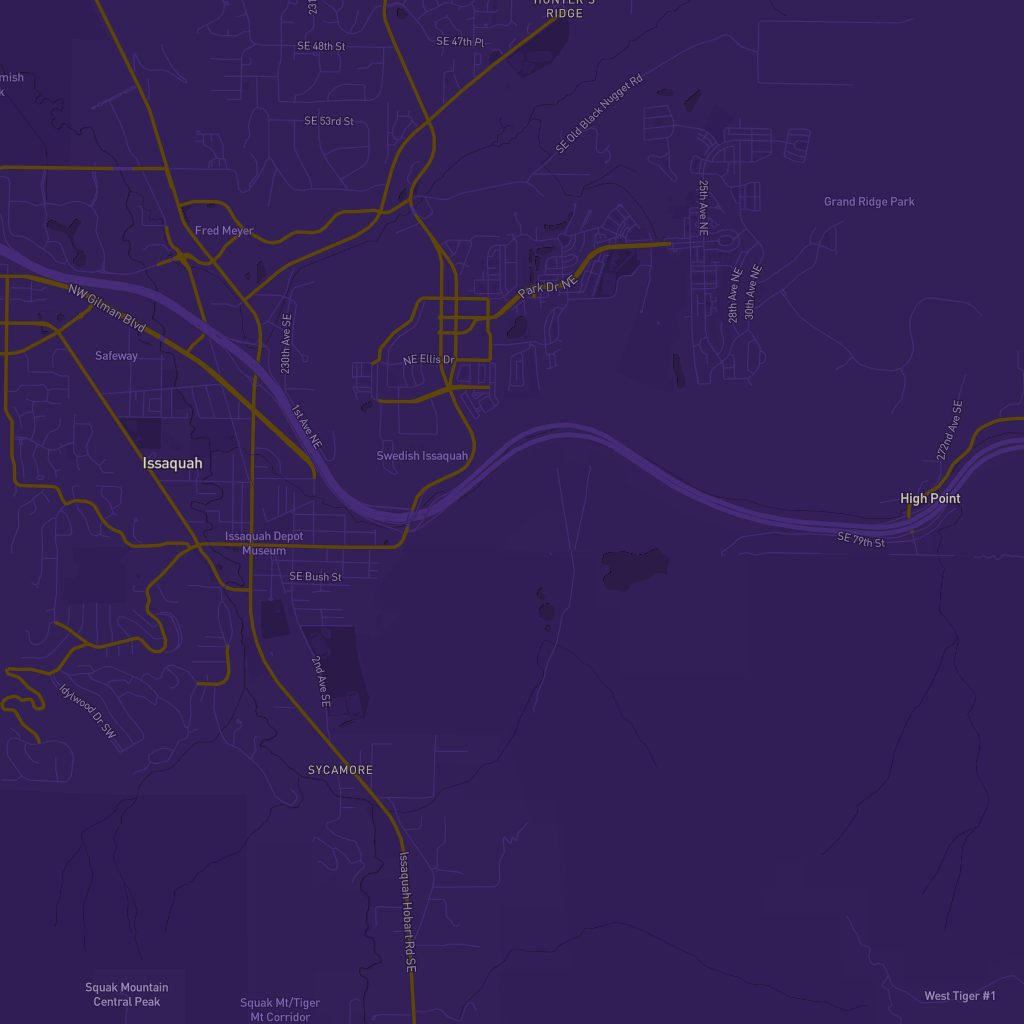 HUNTER'S
RIDGE
231
SE 48th St
SE 47th Pl
mish
k
SE Old Black Nugget Rd
SE 53rd St
25th Ave NE
Grand Ridge Park
Fred Meyer
Park Dr NE
28th Ave NE
30th Ave NE
NW Gilman Blvd
230th Ave SE
Safeway
NE Ellis Dr
1st Ave NE
272nd Ave SE
Swedish Issaquah
Issaquah
High Point
Issaquah Depot
Museum
SE 79th St
SE Bush St
2nd Ave SE
Idylwood Dr SW
SYCAMORE
Issaquah Hobart Rd SE
Squak Mountain
Central Peak
Squak Mt/Tiger
Mt Corridor
West Tiger #1